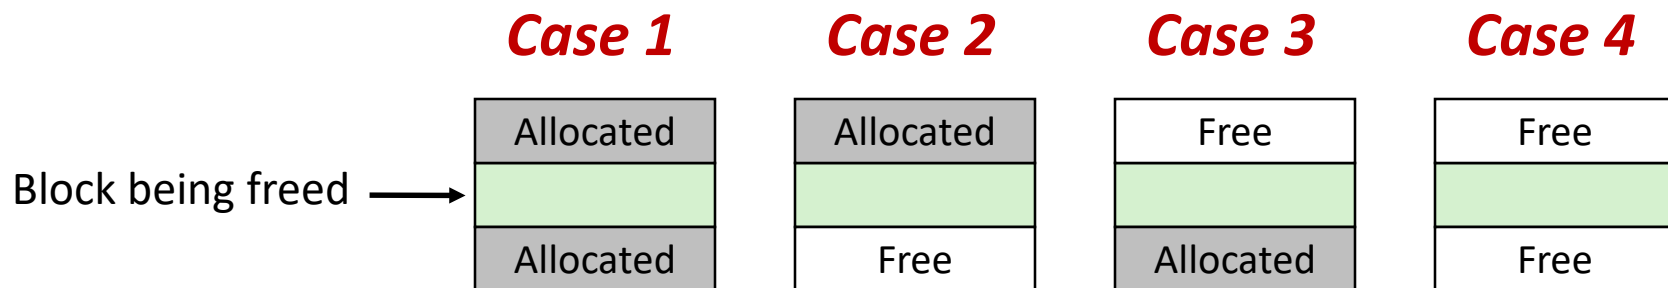 Case 1 Case 2 Case 3 Case 4
Allocated Allocated Free Free
Block being freed
Allocated Free Allocated Free